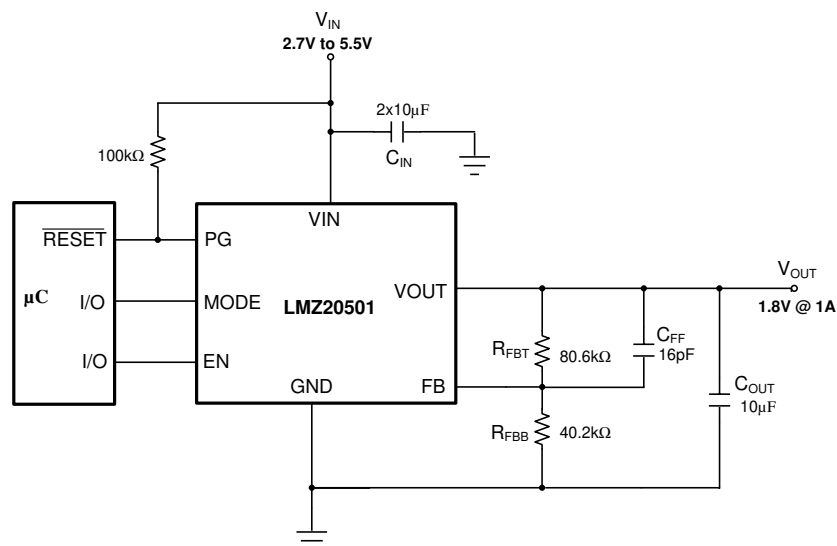 V_IN
2.7V to 5.5V
2x10µF
C_IN
100kΩ
RESET
PG
VIN
µC
I/O
MODE
LMZ20501
VOUT
V_OUT
1.8V @ 1A
I/O
EN
GND
FB
R_FBT
80.6kΩ
C_FF
16pF
C_OUT
10µF
R_FBB
40.2kΩ